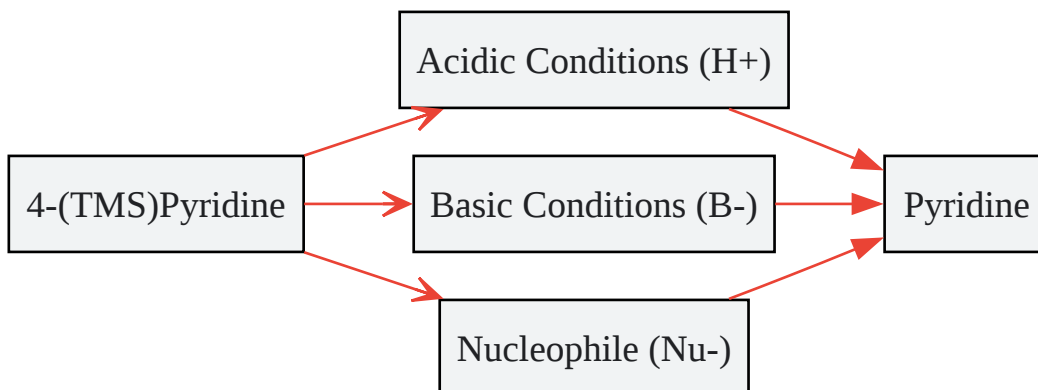 Acidic Conditions (H+)
4-(TMS)Pyridine
Basic Conditions (B-)
Pyridine
Nucleophile (Nu-)